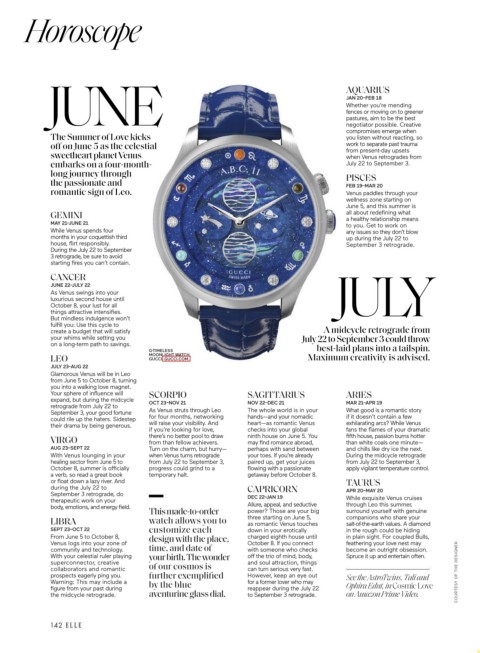 Horoscope
JUNE
The Summer of Love kicks
off on June 5 as the celestial
sweetheart planet Venus
embarks on a four-month-
long journey through
the passionate and
romantic sign of Leo.
GEMINI
MAY 21–JUNE 21
While Venus spends four
months in your coquettish third
house, flirt responsibly.
During the July 22 to September
3 retrograde, be sure to avoid
starting fires you can't contain.
CANCER
JUNE 22–JULY 22
As Venus swings into your
luxurious second house until
October 8, your lust for all
things attractive intensifies.
But mindless indulgence won't
fulfill you: Use this cycle to
create a budget that will satisfy
your whims while setting you
on a long-term path to savings.
LEO
JULY 23–AUG 22
Glamorous Venus will be in Leo
from June 5 to October 8, turning
you into a walking love magnet.
Your sphere of influence will
expand, but during the midcycle
retrograde from July 22 to
September 3, your good fortune
could rile up the haters. Sidestep
their drama by being generous.
VIRGO
AUG 23–SEPT 22
With Venus lounging in your
healing sector from June 5 to
October 8, summer is officially
a verb, so read a great book
or float down a lazy river. And
during the July 22 to
September 3 retrograde, do
therapeutic work on your
body, emotions, and energy field.
LIBRA
SEPT 23–OCT 22
From June 5 to October 8,
Venus logs into your zone of
community and technology.
With your celestial ruler playing
superconnector, creative
collaborators and romantic
prospects eagerly ping you.
Warning: This may include a
figure from your past during
the midcycle retrograde.
A.B.C; II
GUCCI
SWISS MADE
G-TIMELESS
MOONLIGHT WATCH,
GUCCI, GUCCI.COM.
SCORPIO
OCT 23–NOV 21
As Venus struts through Leo
for four months, networking
will raise your visibility. And
if you're looking for love,
there's no better pool to draw
from than fellow achievers.
Turn on the charm, but hurry—
when Venus turns retrograde
from July 22 to September 3,
progress could grind to a
temporary halt.
This made-to-order
watch allows you to
customize each
design with the place,
time, and date of
your birth. The wonder
of our cosmos is
further exemplified
by the blue
aventurine glass dial.
SAGITTARIUS
NOV 22–DEC 21
The whole world is in your
hands—and your nomadic
heart—as romantic Venus
checks into your global
ninth house on June 5. You
may find romance abroad,
perhaps with sand between
your toes. If you're already
paired up, get your juices
flowing with a passionate
getaway before October 8.
CAPRICORN
DEC 22–JAN 19
Allure, appeal, and seductive
power? Those are your big
three starting on June 5,
as romantic Venus touches
down in your erotically
charged eighth house until
October 8. If you connect
with someone who checks
off the trio of mind, body,
and soul attraction, things
can turn serious very fast.
However, keep an eye out
for a former lover who may
reappear during the July 22
to September 3 retrograde.
AQUARIUS
JAN 20–FEB 18
Whether you're mending
fences or moving on to greener
pastures, aim to be the best
negotiator possible. Creative
compromises emerge when
you listen without reacting, so
work to separate past trauma
from present-day upsets
when Venus retrogrades from
July 22 to September 3.
PISCES
FEB 19–MAR 20
Venus paddles through your
wellness zone starting on
June 5, and this summer is
all about redefining what
a healthy relationship means
to you. Get to work on
any issues so they don't blow
up during the July 22 to
September 3 retrograde.
JULY
A midcycle retrograde from
July 22 to September 3 could throw
best-laid plans into a tailspin.
Maximum creativity is advised.
ARIES
MAR 21–APR 19
What good is a romantic story
if it doesn't contain a few
exhilarating arcs? While Venus
fans the flames of your dramatic
fifth house, passion burns hotter
than white coals one minute—
and chills like dry ice the next.
During the midcycle retrograde
from July 22 to September 3,
apply vigilant temperature control.
TAURUS
APR 20–MAY 20
While exquisite Venus cruises
through Leo this summer,
surround yourself with genuine
companions who share your
salt-of-the-earth values. A diamond
in the rough could be hiding
in plain sight. For coupled Bulls,
feathering your love nest may
become an outright obsession.
Spruce it up and entertain often.
See the AstroTwins, Tali and
Ophira Edut, in Cosmic Love
on Amazon Prime Video.
COURTESY OF THE DESIGNER.
142 ELLE